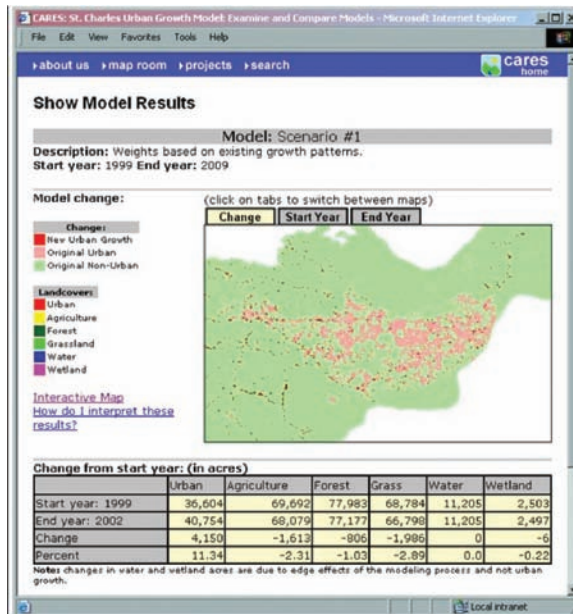 CARES: St. Charles Urban Growth Model: Examine and Compare Models - Microsoft Internet Explorer
File Edit View Favorites Tools Help
about us map room projects search cares
home
Show Model Results
Model: Scenario #1
Description: Weights based on existing growth patterns.
Start year: 1999 End year: 2009
Model change:
(click on tabs to switch between maps)
Change Start Year End Year
Change:
New Urban Growth
Original Urban
Original Non-Urban
Landcover:
Urban
Agriculture
Forest
Grassland
Water
Wetland
Interactive Map
How do I interpret these
results?
Change from start year: (in acres)
Urban Agriculture Forest Grass Water Wetland
Start year: 1999 36,604 69,692 77,983 68,784 11,205 2,503
End year: 2002 40,754 68,079 77,177 66,798 11,205 2,497
Change 4,150 -1,613 -806 -1,986 0 -6
Percent 11.34 -2.31 -1.03 -2.89 0.0 -0.22
Notes changes in water and wetland acres are due to edge effects of the modeling process and not urban
growth.
Local intranet